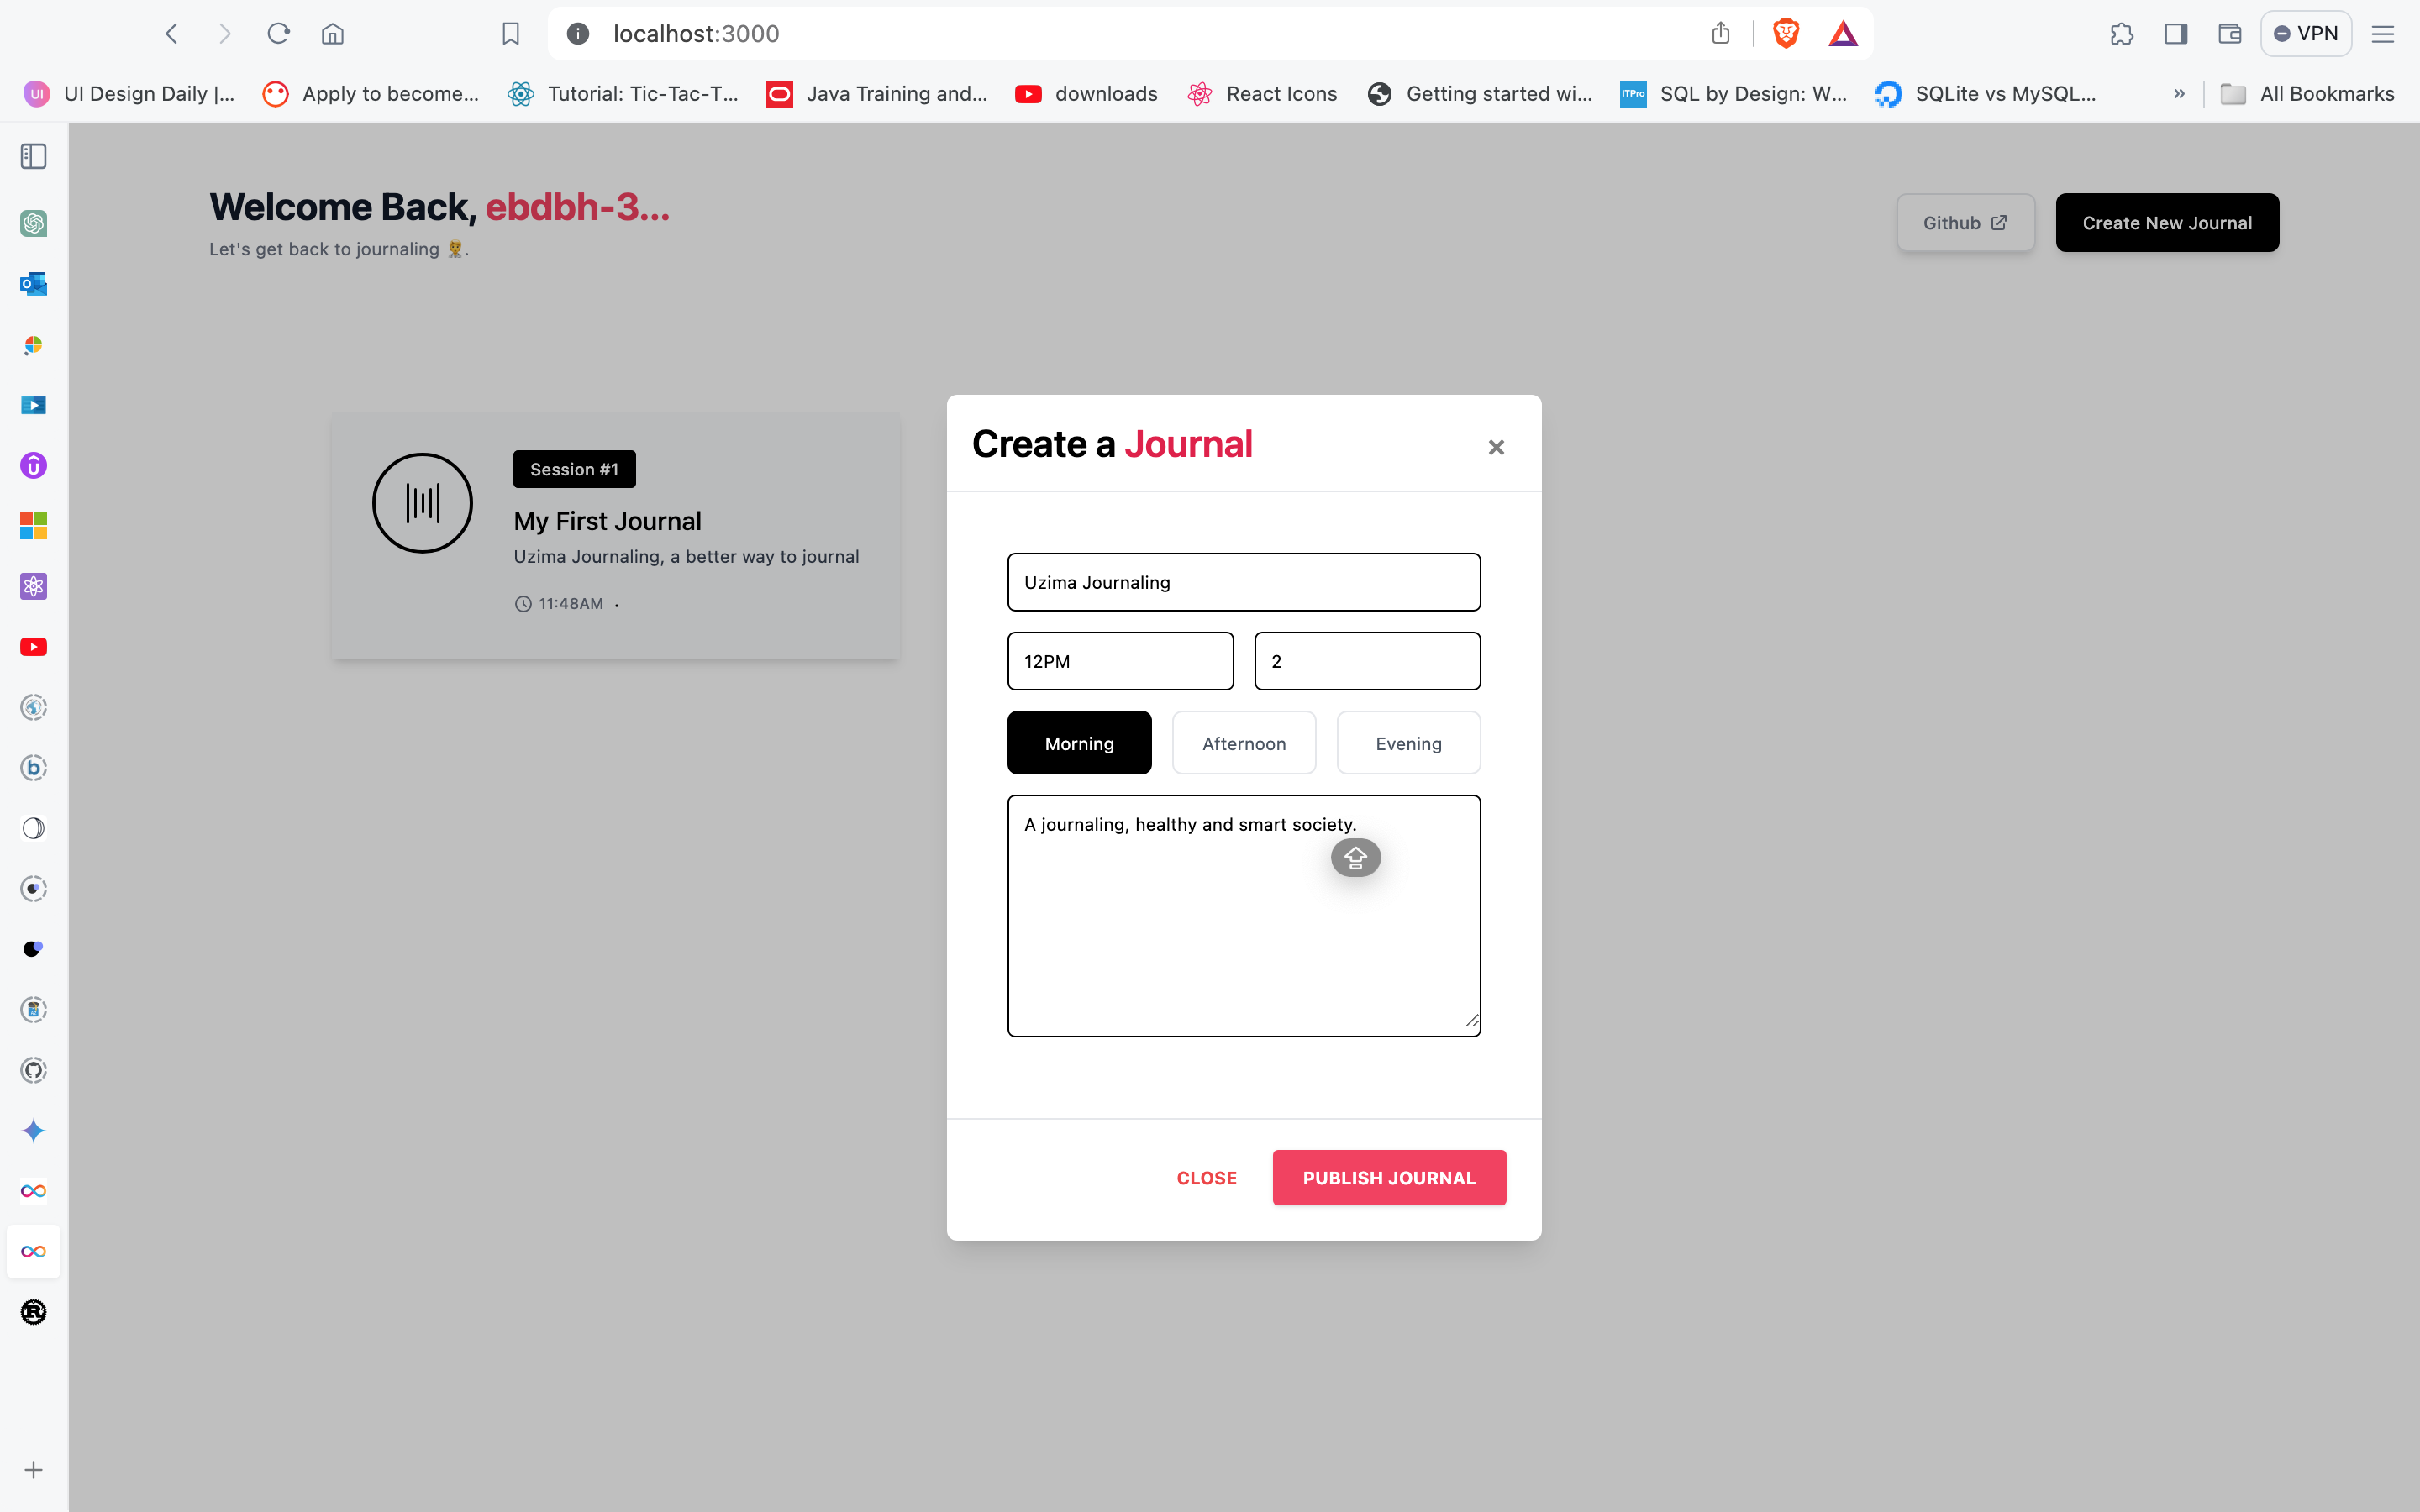 localhost:3000
VPN
UI Design Daily |...
Apply to become...
Tutorial: Tic-Tac-T...
Java Training and...
downloads
React Icons
Getting started wi...
ITPro
SQL by Design: W...
SQLite vs MySQL...
»
All Bookmarks
Welcome Back, ebdbh-3...
Let's get back to journaling 🤵.
Github
Create New Journal
Session #1
My First Journal
Uzima Journaling, a better way to journal
11:48AM •
Create a Journal
×
Uzima Journaling
12PM
2
Morning
Afternoon
Evening
A journaling, healthy and smart society.
CLOSE
PUBLISH JOURNAL